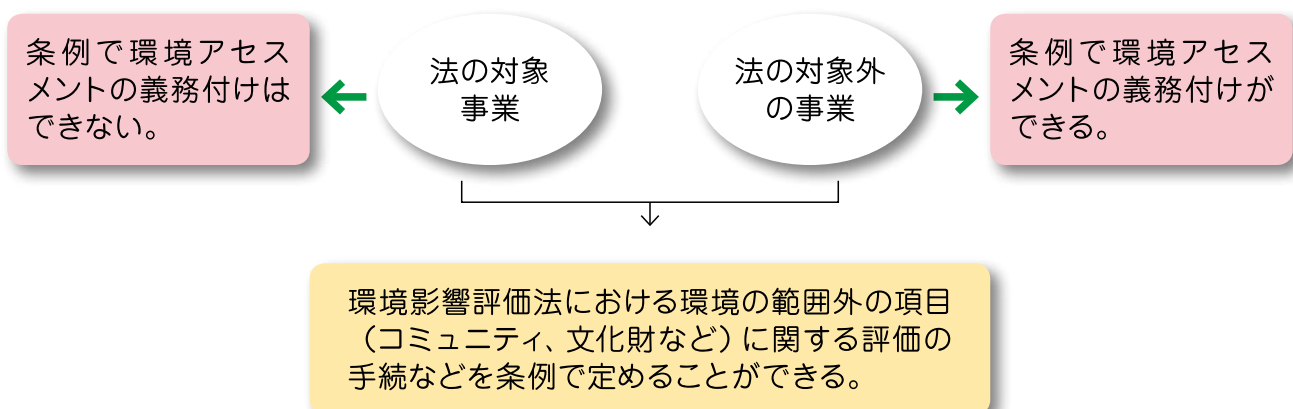 条例で環境アセス
メントの義務付けは
できない。
法の対象
事業
法の対象外
の事業
条例で環境アセス
メントの義務付けが
できる。
環境影響評価法における環境の範囲外の項目
（コミュニティ、文化財など）に関する評価の
手続などを条例で定めることができる。